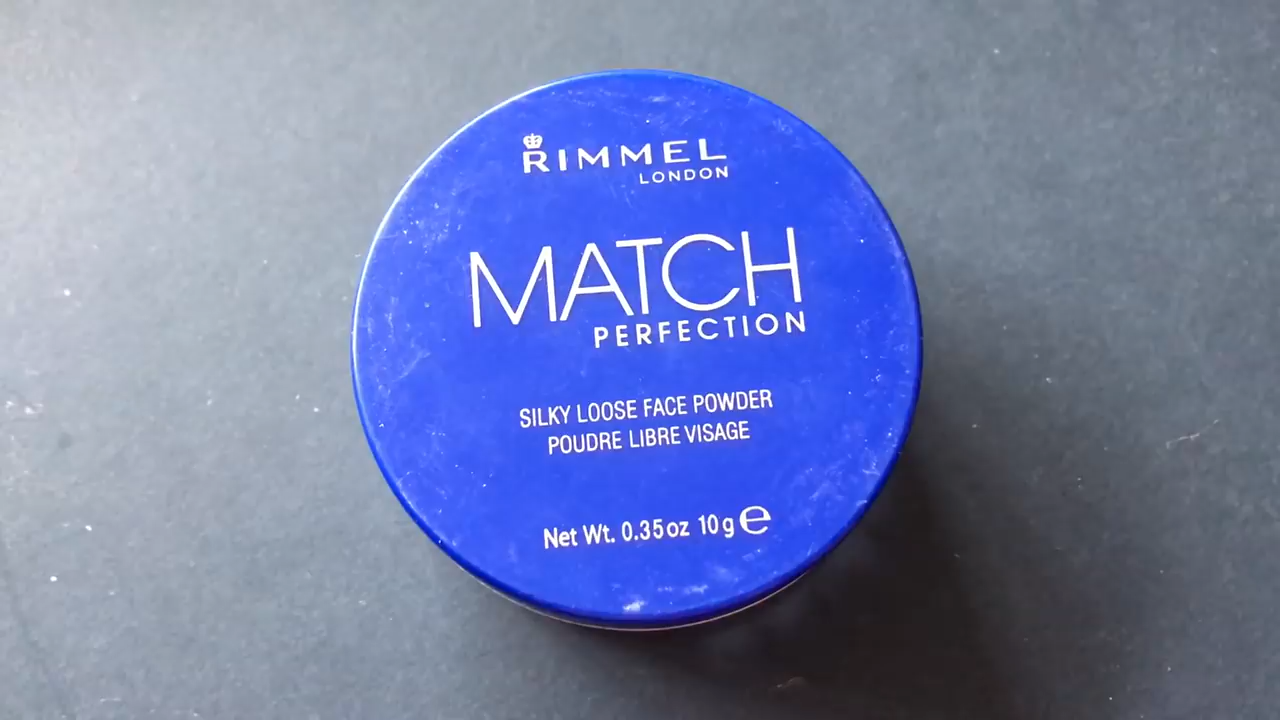 RIMMEL
LONDON
MATCH
PERFECTION
SILKY LOOSE FACE POWDER
POUDRE LIBRE VISAGE
Net Wt. 0.35oz 10g e